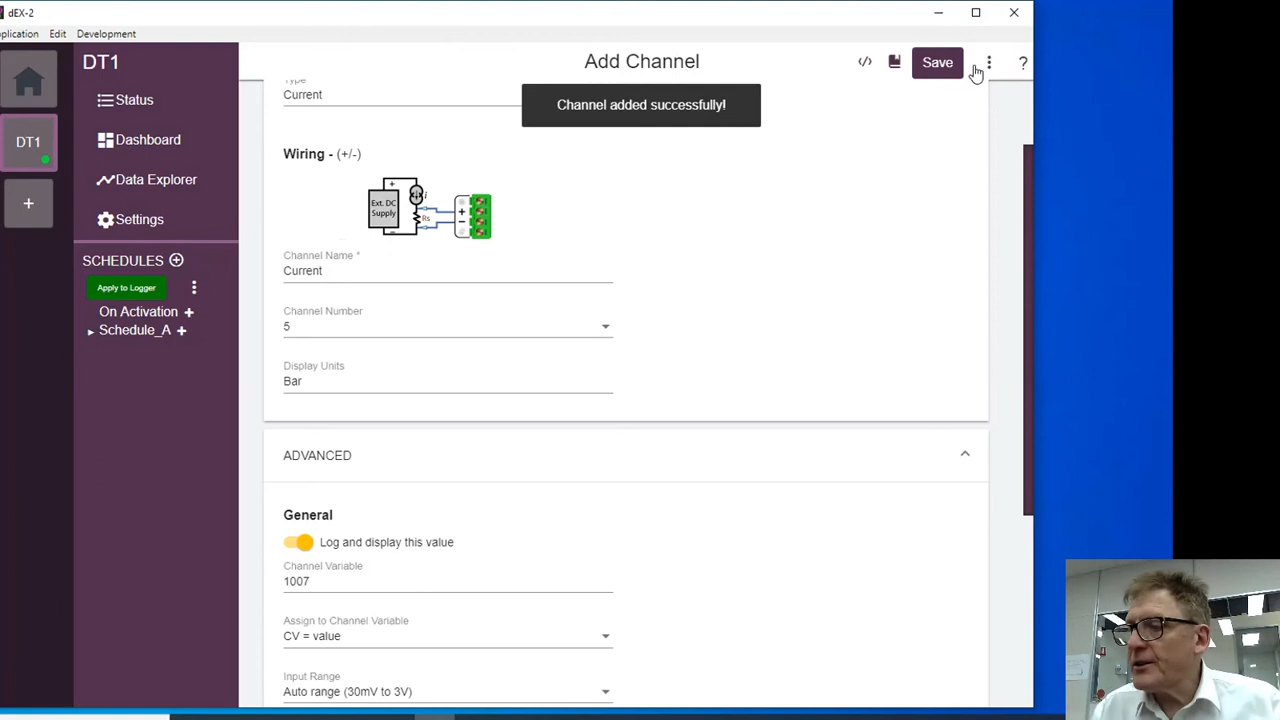 dEX-2
plication Edit Development
DT1
Add Channel
Save
?
Channel added successfully!
Status
DT1
Dashboard
Data Explorer
+
Settings
SCHEDULES
Apply to Logger
On Activation +
Schedule_A +
Type
Current
Wiring - (+/-)
Ext. DC
Supply
+
i
Rs
+
-
Channel Name *
Current
Channel Number
5
Display Units
Bar
ADVANCED
General
Log and display this value
Channel Variable
1007
Assign to Channel Variable
CV = value
Input Range
Auto range (30mV to 3V)